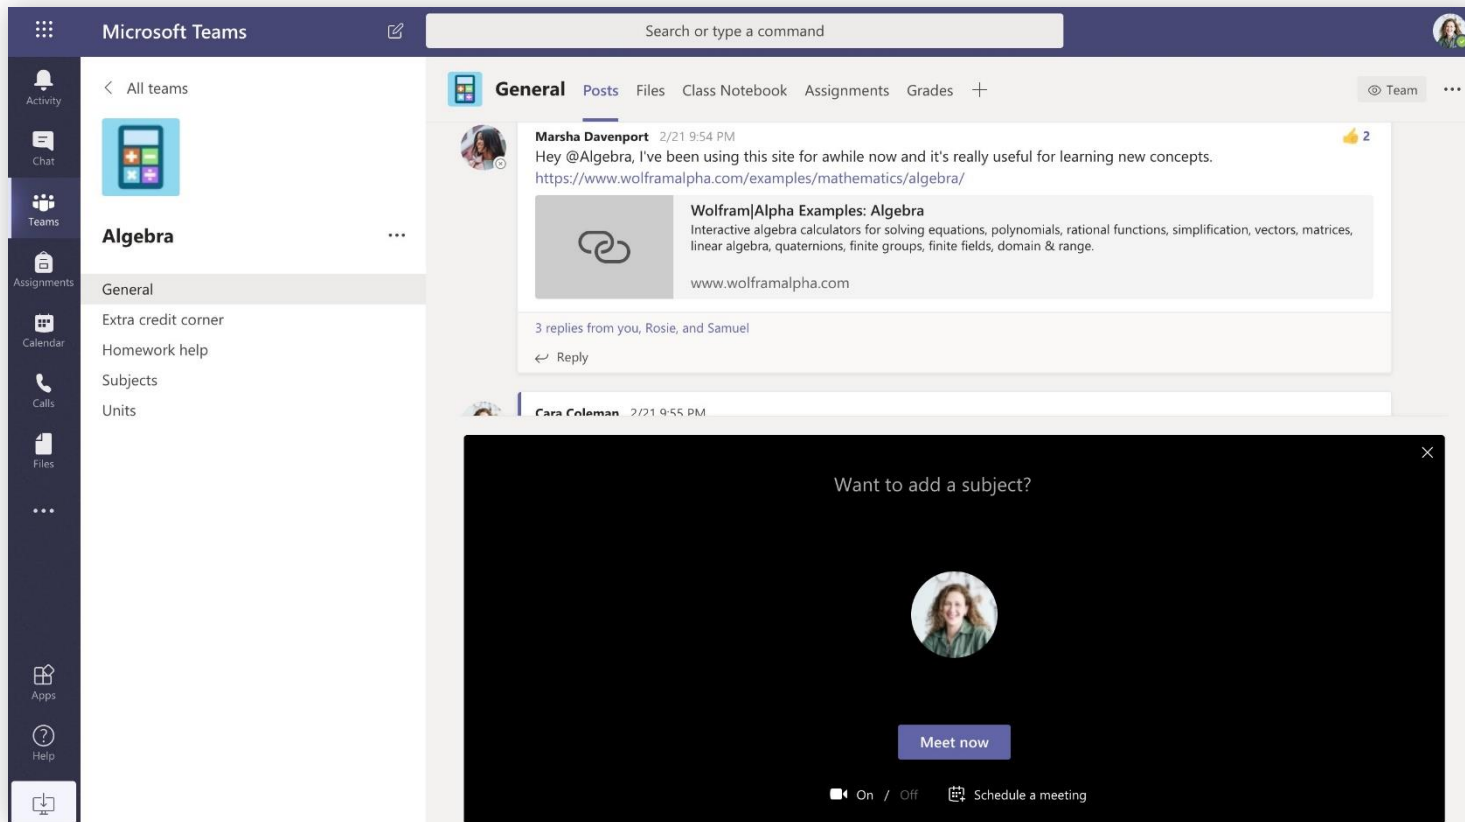 Microsoft Teams
Search or type a command
Activity
Chat
Teams
Assignments
Calendar
Calls
Files
Apps
Help
All teams
Algebra
General
Extra credit corner
Homework help
Subjects
Units
General Posts Files Class Notebook Assignments Grades
Team
Marsha Davenport 2/21 9:54 PM
👍 2
Hey @Algebra, I've been using this site for awhile now and it's really useful for learning new concepts.
https://www.wolframalpha.com/examples/mathematics/algebra/
Wolfram|Alpha Examples: Algebra
Interactive algebra calculators for solving equations, polynomials, rational functions, simplification, vectors, matrices,
linear algebra, quaternions, finite groups, finite fields, domain & range.
www.wolframalpha.com
3 replies from you, Rosie, and Samuel
Reply
Cara Coleman 2/21 9:55 PM
Want to add a subject?
Meet now
On / Off
Schedule a meeting